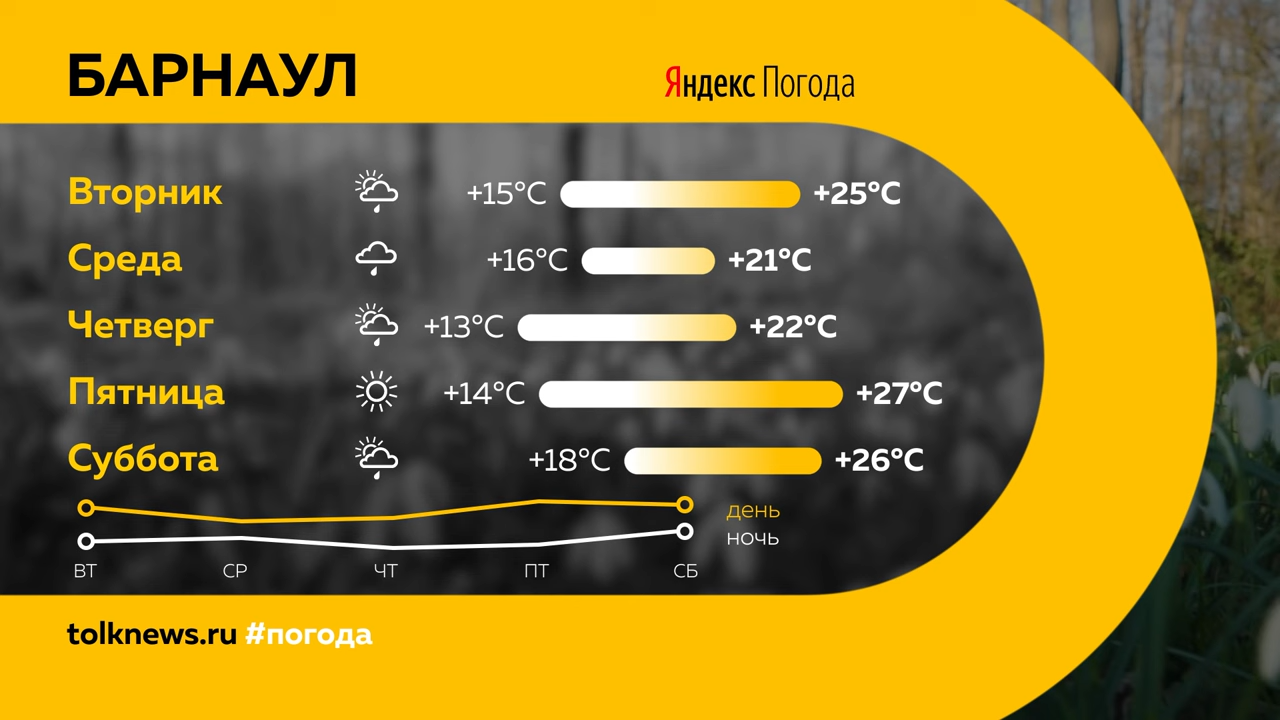 БАРНАУЛ
Яндекс Погода
Вторник +15°C +25°C
Среда +16°C +21°C
Четверг +13°C +22°C
Пятница +14°C +27°C
Суббота +18°C +26°C
день
ночь
ВТ СР ЧТ ПТ СБ
tolknews.ru #погода